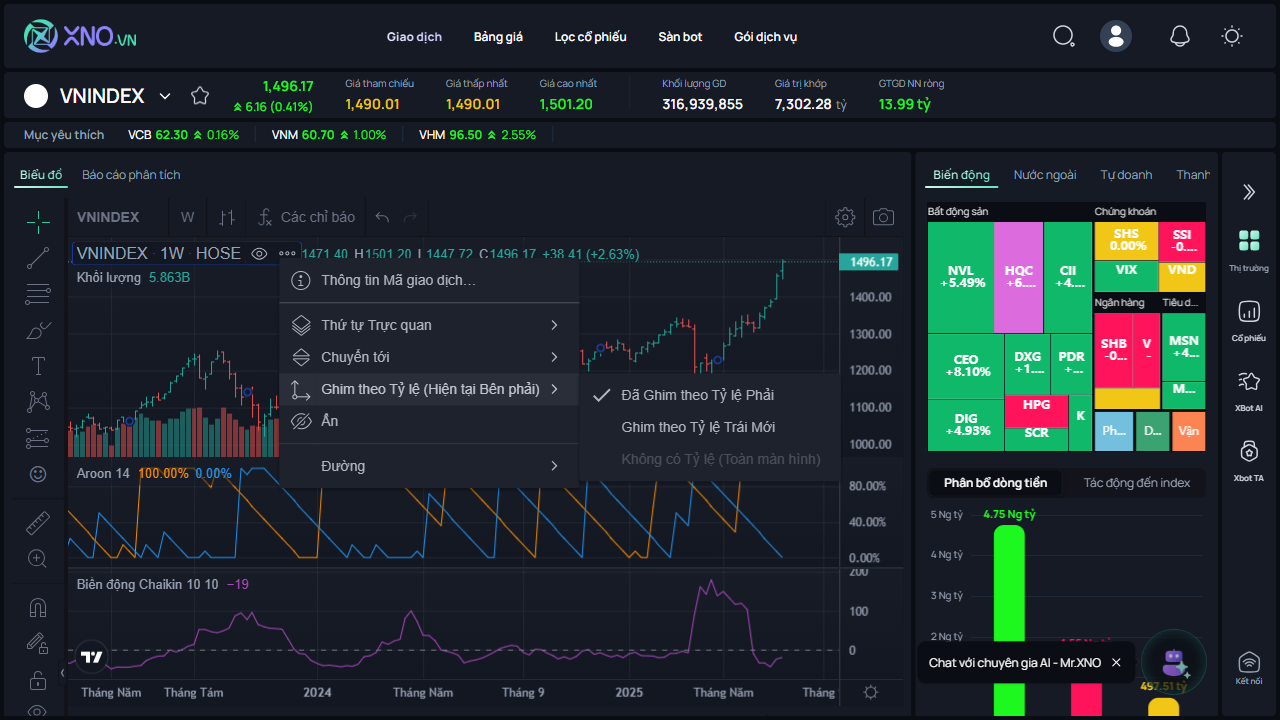 XNO.VN
Giao dịch
Bảng giá
Lọc cổ phiếu
Sàn bot
Gói dịch vụ
VNINDEX
1,496.17
6.16 (0.41%)
Giá tham chiếu
1,490.01
Giá thấp nhất
1,490.01
Giá cao nhất
1,501.20
Khối lượng GD
316,939,855
Giá trị khớp
7,302.28 tỷ
GTGD NN ròng
13.99 tỷ
Mục yêu thích
VCB 62.30 0.16%
VNM 60.70 1.00%
VHM 96.50 2.55%
Biểu đồ
Báo cáo phân tích
VNINDEX
W
Các chỉ báo
VNINDEX · 1W · HOSE
1471.40 H1501.20 L1447.72 C1496.17 +38.41 (+2.63%)
Khối lượng 5.863B
Thông tin Mã giao dịch...
Thứ tự Trực quan
Chuyển tới
Ghim theo Tỷ lệ (Hiện tại Bên phải)
Ẩn
Đường
Đã Ghim theo Tỷ lệ Phải
Ghim theo Tỷ lệ Trái Mới
Không có Tỷ lệ (Toàn màn hình)
1496.17
1400.00
1300.00
1200.00
1100.00
1000.00
Aroon 14 100.00% 0.00%
80.00%
40.00%
0.00%
Biên động Chaikin 10 10 −19
200
100
0
Tháng Năm
Tháng Tám
2024
Tháng Năm
Tháng 9
2025
Tháng Năm
Tháng
Biến động
Nước ngoài
Tự doanh
Thanh
Bất động sản
NVL
+5.49%
HQC
+6....
CII
+4....
CEO
+8.10%
DXG
+1....
PDR
+...
DIG
+4.93%
HPG
SCR
K
Chứng khoán
SHS
0.00%
SSI
-0....
VIX
VND
Ngân hàng
SHB
-0...
V
-
Tiêu d...
MSN
+4...
M...
Ph...
D...
Vận
Phân bổ dòng tiền
Tác động đến index
5 Ng tỷ
4.75 Ng tỷ
4 Ng tỷ
3 Ng tỷ
2 Ng tỷ
Chat với chuyên gia AI - Mr.XNO
497.51 tỷ
Thị trường
Cổ phiếu
XBot AI
Xbot TA
Kết nối